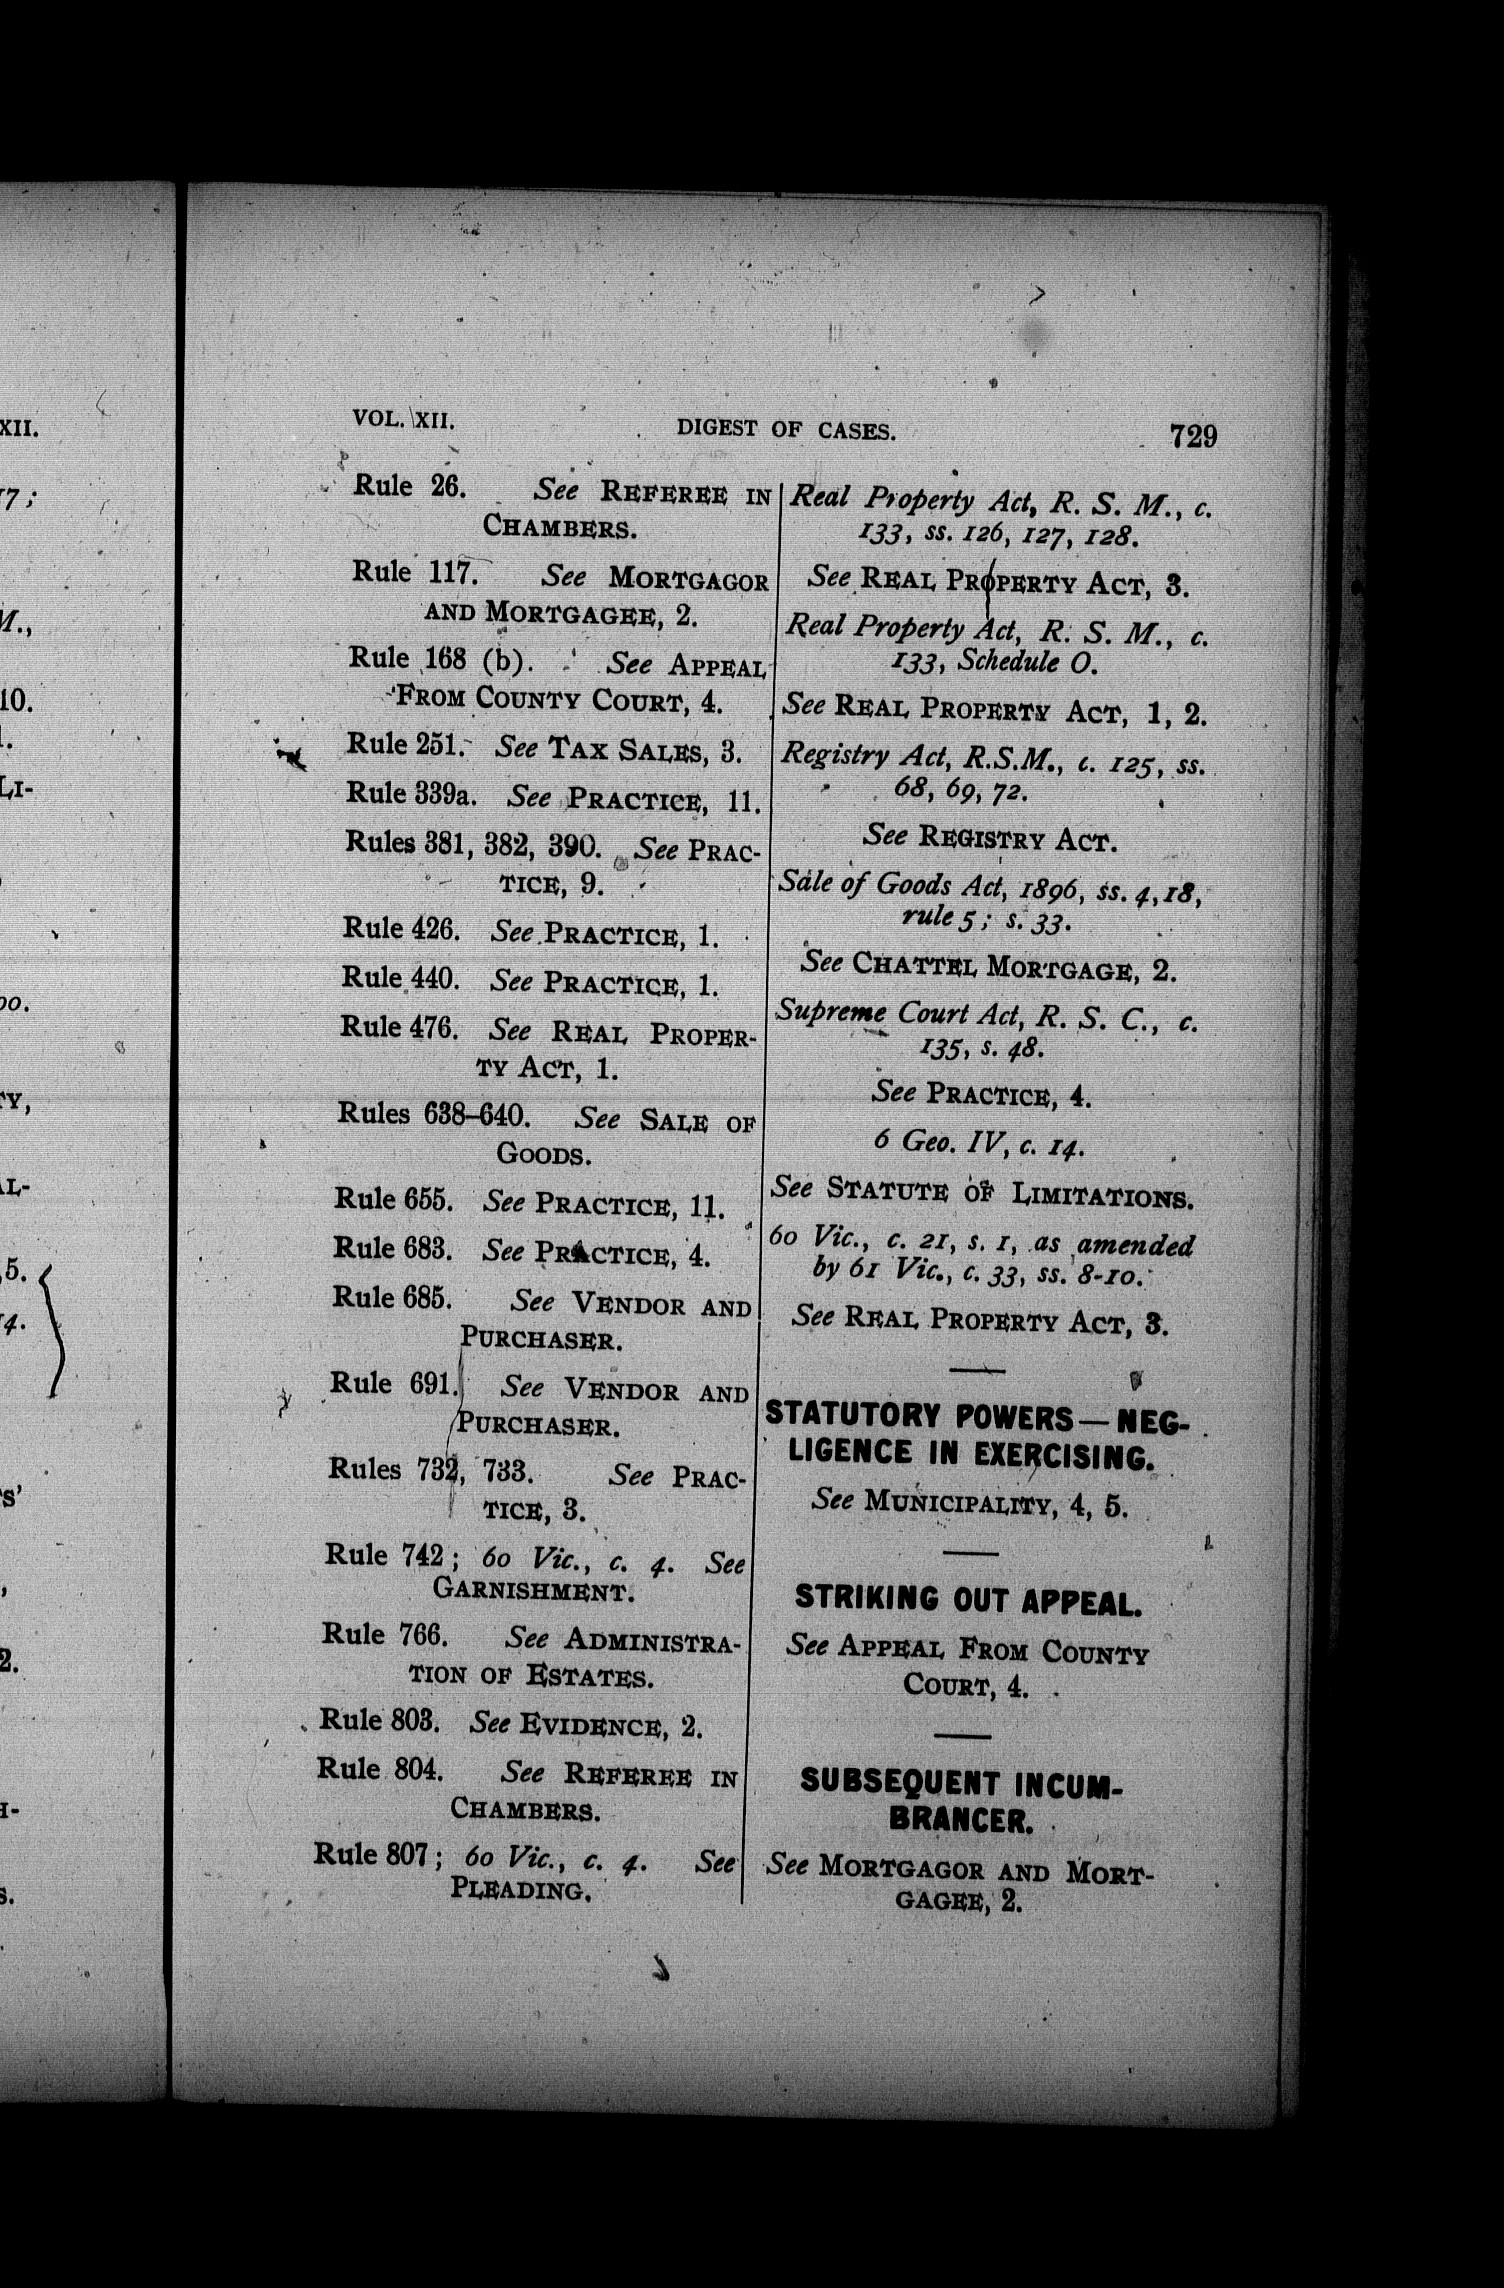 VOL. XII. DIGEST OF CASES. 729
Rule 26. See REFEREE IN
CHAMBERS.
Rule 117. See MORTGAGOR
AND MORTGAGEE, 2.
Rule 168 (b). See APPEAL
FROM COUNTY COURT, 4.
Rule 251. See TAX SALES, 3.
Rule 339a. See PRACTICE, 11.
Rules 381, 382, 390. See PRAC-
TICE, 9.
Rule 426. See PRACTICE, 1.
Rule 440. See PRACTICE, 1.
Rule 476. See REAL PROPER-
TY ACT, 1.
Rules 638–640. See SALE OF
GOODS.
Rule 655. See PRACTICE, 11.
Rule 683. See PRACTICE, 4.
Rule 685. See VENDOR AND
PURCHASER.
Rule 691. See VENDOR AND
PURCHASER.
Rules 732, 733. See PRAC-
TICE, 3.
Rule 742; 60 Vic., c. 4. See
GARNISHMENT.
Rule 766. See ADMINISTRA-
TION OF ESTATES.
Rule 803. See EVIDENCE, 2.
Rule 804. See REFEREE IN
CHAMBERS.
Rule 807; 60 Vic., c. 4. See
PLEADING.
Real Property Act, R. S. M., c.
133, ss. 126, 127, 128.
See REAL PROPERTY ACT, 3.
Real Property Act, R. S. M., c.
133, Schedule O.
See REAL PROPERTY ACT, 1, 2.
Registry Act, R.S.M., c. 125, ss.
68, 69, 72.
See REGISTRY ACT.
Sale of Goods Act, 1896, ss. 4, 18,
rule 5; s. 33.
See CHATTEL MORTGAGE, 2.
Supreme Court Act, R. S. C., c.
135, s. 48.
See PRACTICE, 4.
6 Geo. IV, c. 14.
See STATUTE OF LIMITATIONS.
60 Vic., c. 21, s. 1, as amended
by 61 Vic., c. 33, ss. 8-10.
See REAL PROPERTY ACT, 3.
STATUTORY POWERS — NEG-
LIGENCE IN EXERCISING.
See MUNICIPALITY, 4, 5.
STRIKING OUT APPEAL.
See APPEAL FROM COUNTY
COURT, 4.
SUBSEQUENT INCUM-
BRANCER.
See MORTGAGOR AND MORT-
GAGEE, 2.